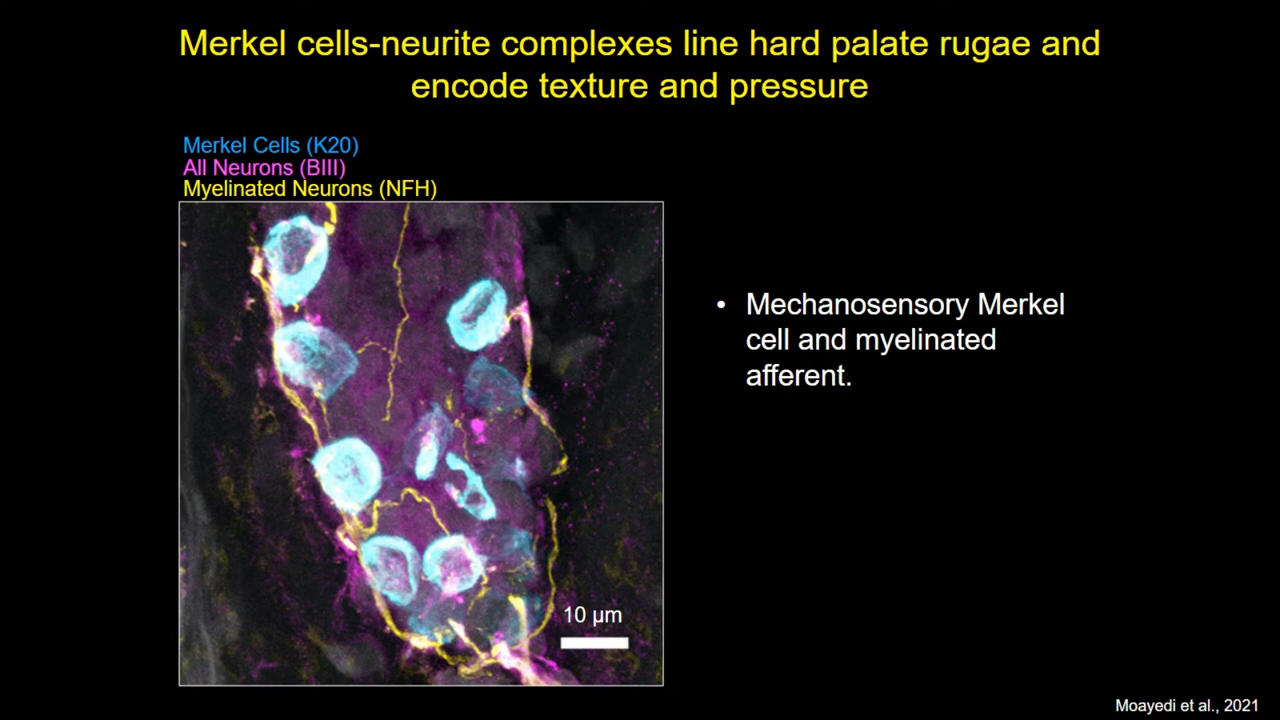 Merkel cells-neurite complexes line hard palate rugae and
encode texture and pressure
Merkel Cells (K20)
All Neurons (BIII)
Myelinated Neurons (NFH)
• Mechanosensory Merkel
cell and myelinated
afferent.
10 µm
Moayedi et al., 2021